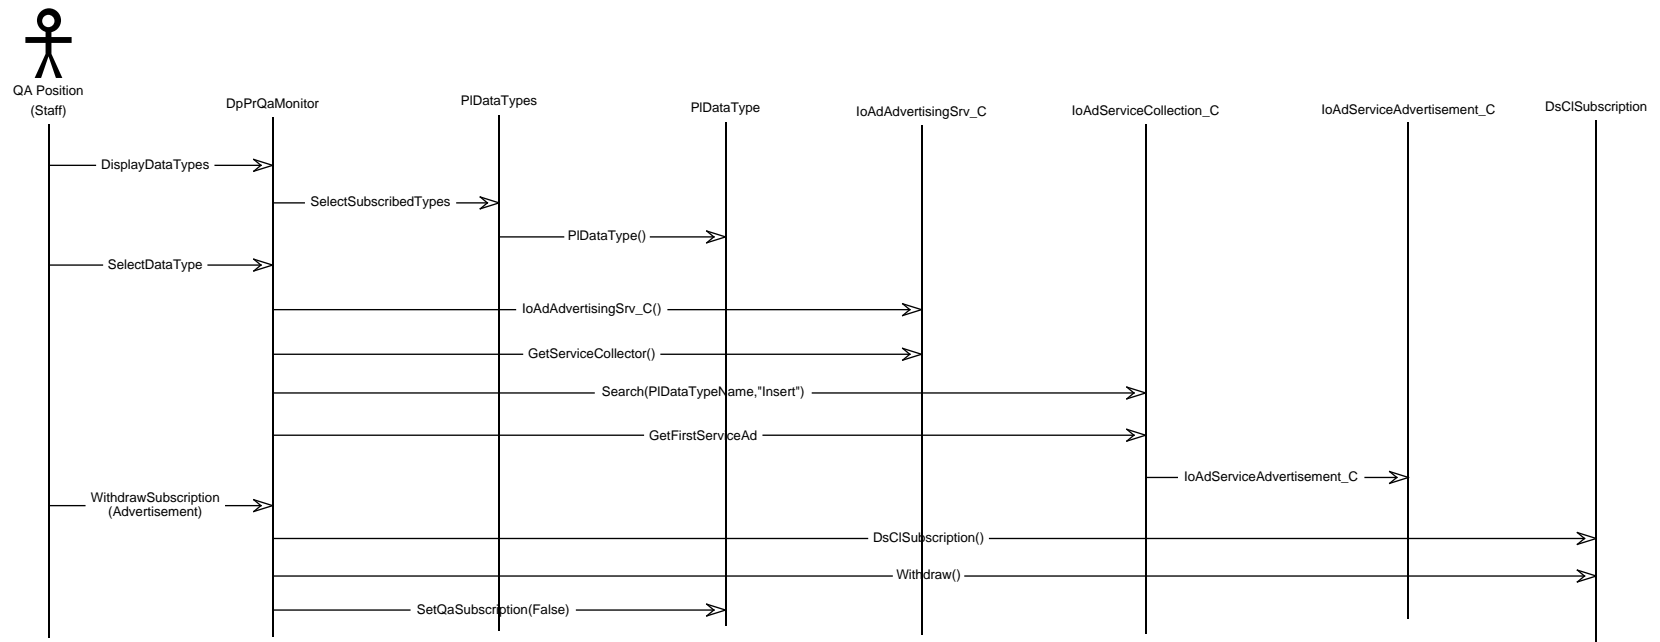 QA Position
(Staff)
DpPrQaMonitor
PlDataTypes
PlDataType
IoAdAdvertisingSrv_C
IoAdServiceCollection_C
IoAdServiceAdvertisement_C
DsClSubscription
DisplayDataTypes
SelectSubscribedTypes
PlDataType()
SelectDataType
IoAdAdvertisingSrv_C()
GetServiceCollector()
Search(PlDataTypeName,"Insert")
GetFirstServiceAd
IoAdServiceAdvertisement_C
WithdrawSubscription
(Advertisement)
DsClSubscription()
Withdraw()
SetQaSubscription(False)